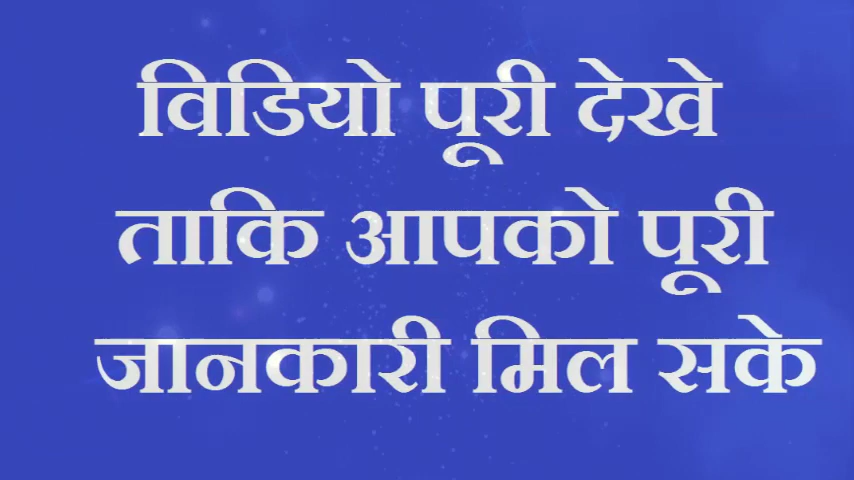 विडियो पूरी देखे
ताकि आपको पूरी
जानकारी मिल सके